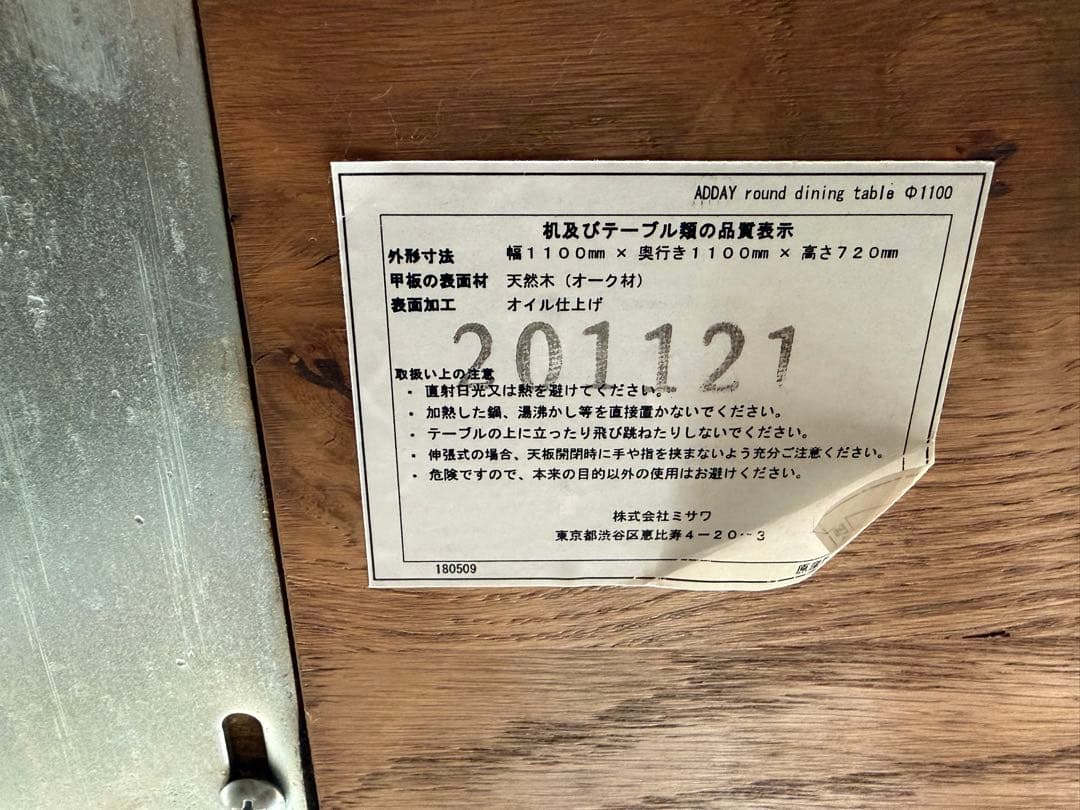 ADDAY round dining table Φ1100
机及びテーブル類の品質表示
外形寸法 幅1100mm × 奥行き1100mm × 高さ720mm
甲板の表面材 天然木（オーク材）
表面加工 オイル仕上げ
201121
取扱い上の注意
・ 直射日光又は熱を避けてください。
・ 加熱した鍋、湯沸かし等を直接置かないでください。
・ テーブルの上に立ったり飛び跳ねたりしないでください。
・ 伸張式の場合、天板開閉時に手や指を挟まないよう充分ご注意ください。
・ 危険ですので、本来の目的以外の使用はお避けください。
株式会社ミサワ
東京都渋谷区恵比寿4－20－3
180509